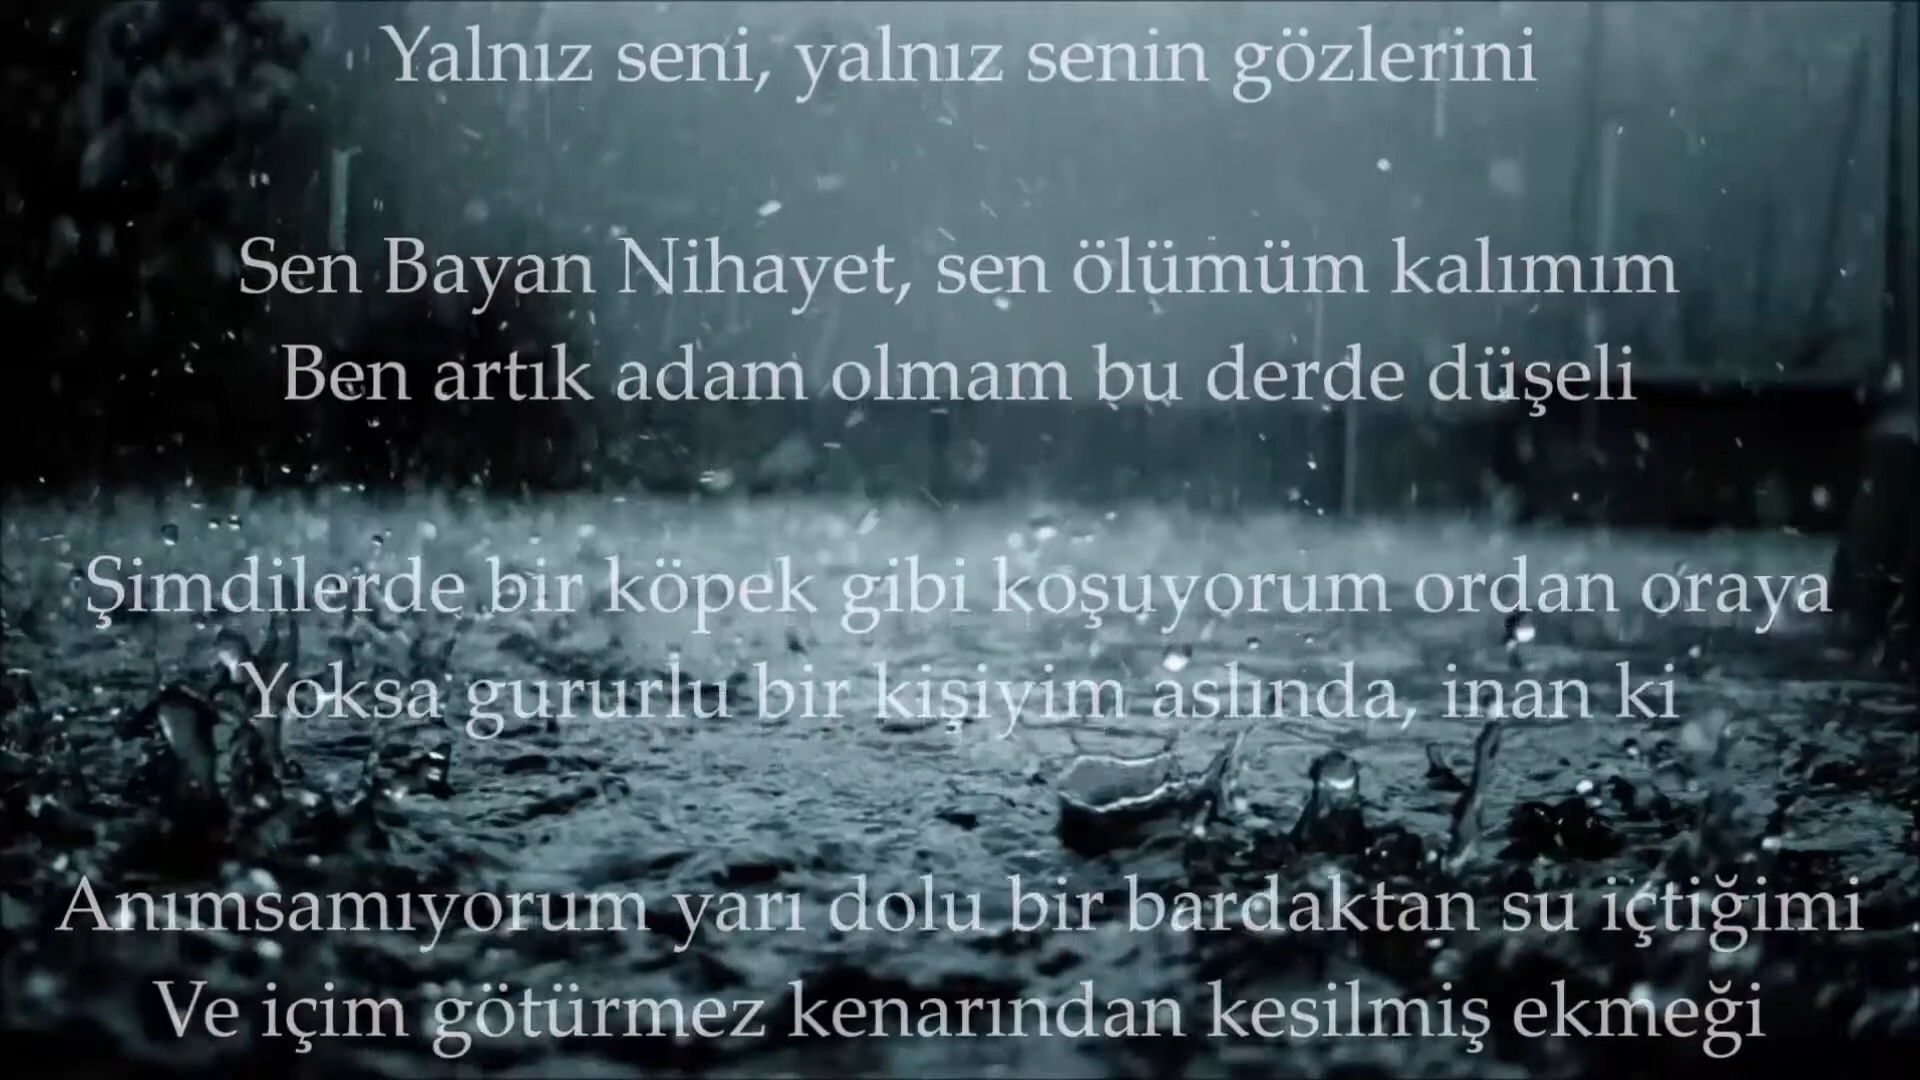 Yalnız seni, yalnız senin gözlerini
Sen Bayan Nihayet, sen ölümüm kalımım
Ben artık adam olmam bu derde düşeli
Şimdilerde bir köpek gibi koşuyorum ordan oraya
Yoksa gururlu bir kişiyim aslında, inan ki
Anımsamıyorum yarı dolu bir bardaktan su içtiğimi
Ve içim götürmez kenarından kesilmiş ekmeği